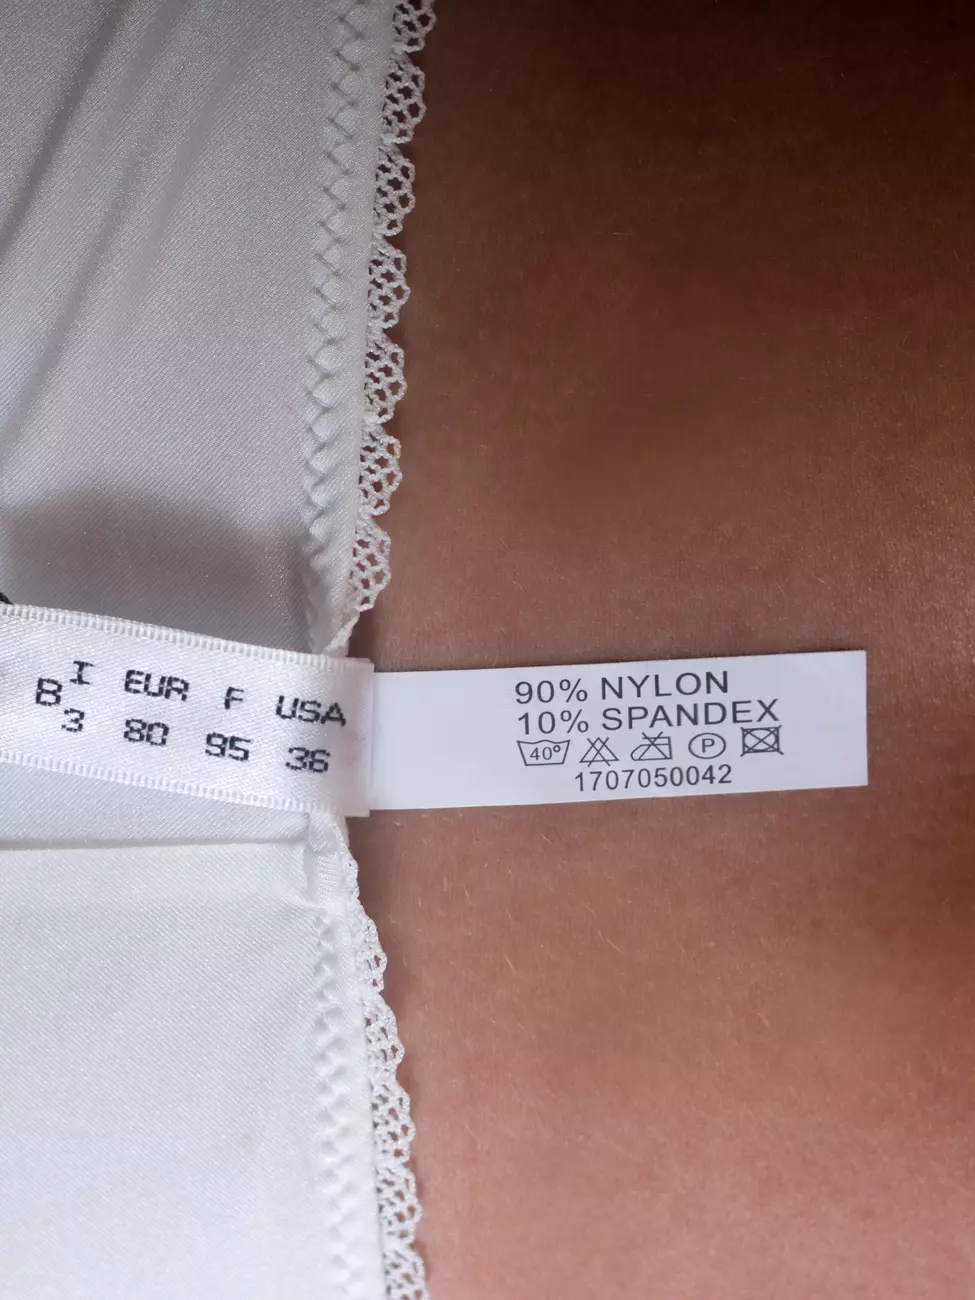 B I EUR F USA
3 80 95 36
90% NYLON
10% SPANDEX
40° P
1707050042